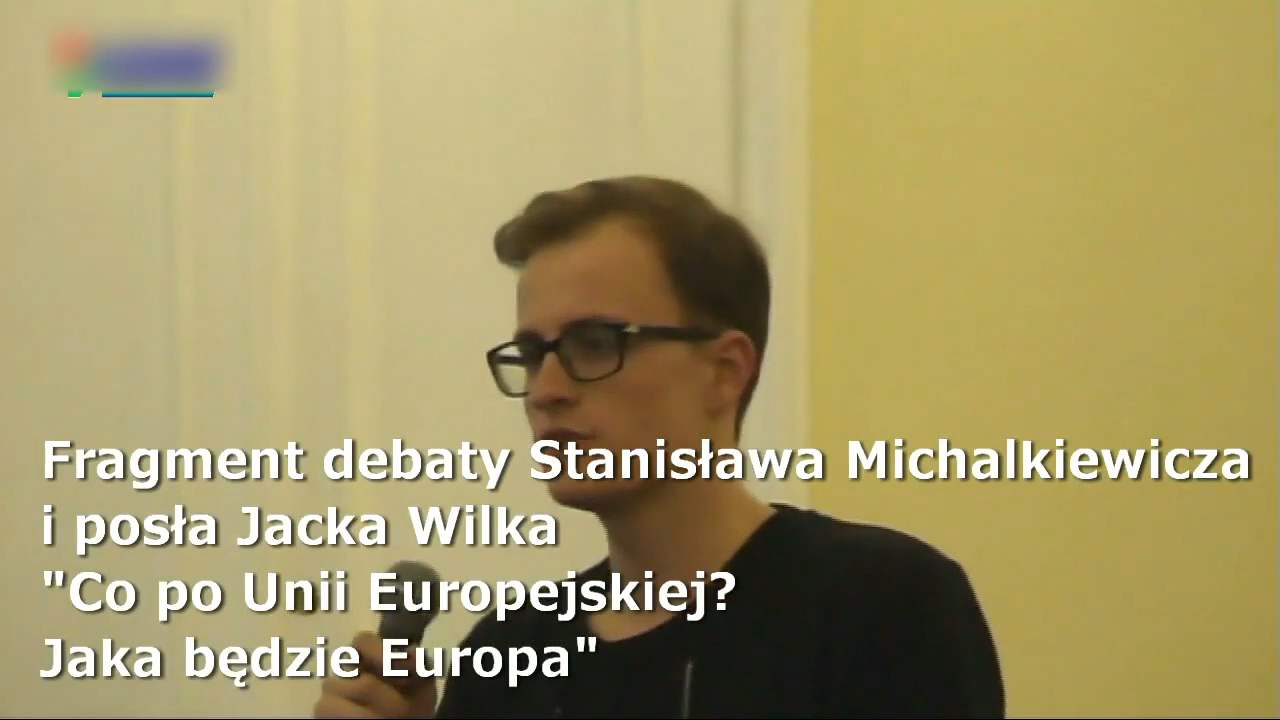 Fragment debaty Stanisława Michalkiewicza
i posła Jacka Wilka
"Co po Unii Europejskiej?
Jaka będzie Europa"